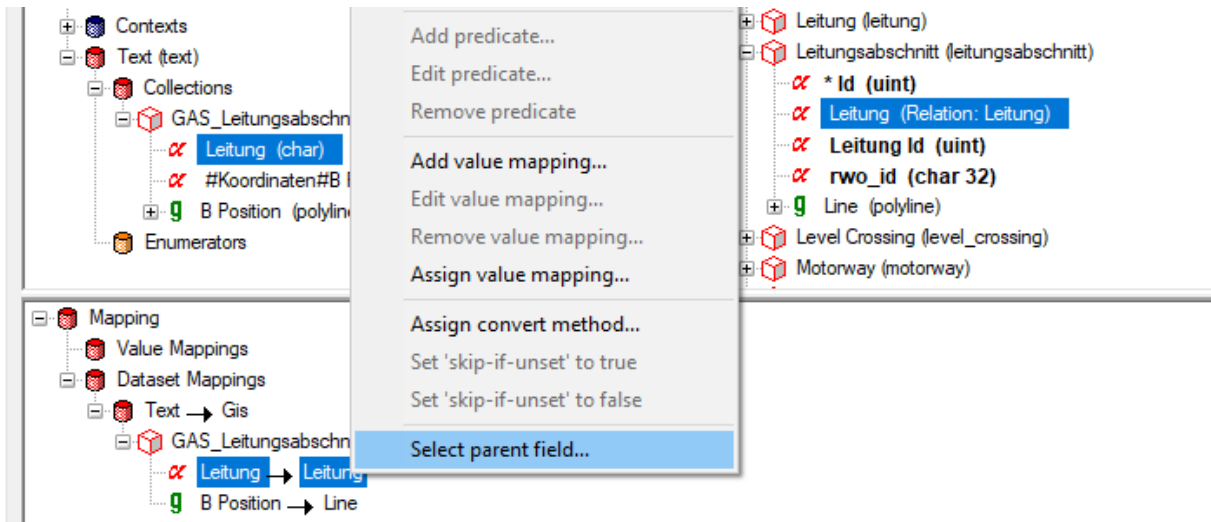 Contexts
Text (text)
Collections
GAS_Leitungsabschn
Leitung (char)
#Koordinaten#B
B Position (polyline
Enumerators
Add predicate...
Edit predicate...
Remove predicate
Add value mapping...
Edit value mapping...
Remove value mapping...
Assign value mapping...
Assign convert method...
Set 'skip-if-unset' to true
Set 'skip-if-unset' to false
Select parent field...
Leitung (leitung)
Leitungsabschnitt (leitungsabschnitt)
* Id (uint)
Leitung (Relation: Leitung)
Leitung Id (uint)
rwo_id (char 32)
Line (polyline)
Level Crossing (level_crossing)
Motorway (motorway)
Mapping
Value Mappings
Dataset Mappings
Text → Gis
GAS_Leitungsabschn
Leitung → Leitung
B Position → Line